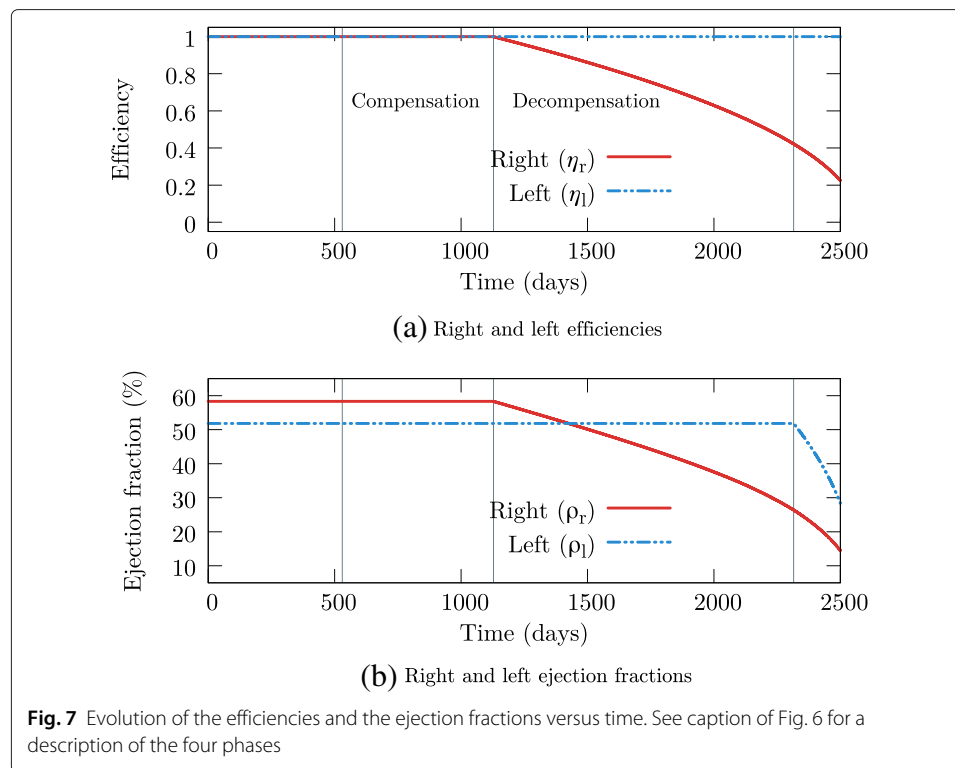 1
0.8
0.6
0.4
0.2
0
Efficiency
Compensation
Decompensation
Right (ηr)
Left (ηl)
0 500 1000 1500 2000 2500
Time (days)
(a) Right and left efficiencies
60
50
40
30
20
10
Ejection fraction (%)
Right (ρr)
Left (ρl)
0 500 1000 1500 2000 2500
Time (days)
(b) Right and left ejection fractions
Fig. 7 Evolution of the efficiencies and the ejection fractions versus time. See caption of Fig. 6 for a
description of the four phases